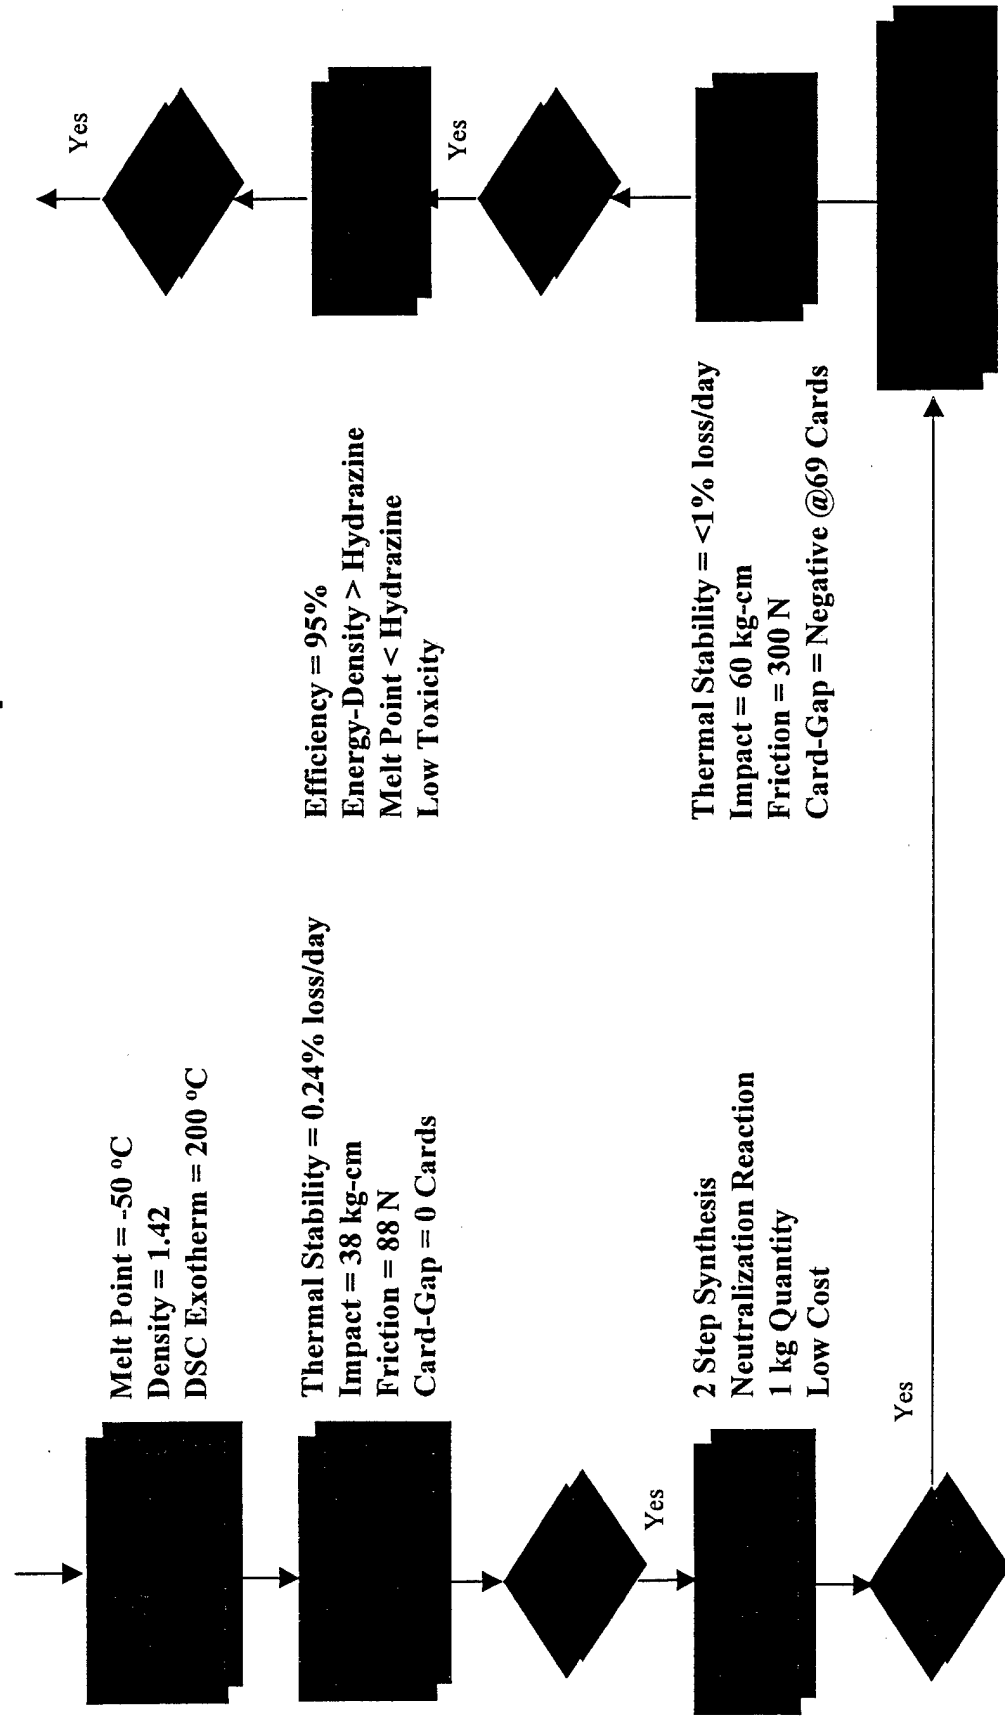 Melt Point = -50 °C
Density = 1.42
DSC Exotherm = 200 °C
Thermal Stability = 0.24% loss/day
Impact = 38 kg-cm
Friction = 88 N
Card-Gap = 0 Cards
Yes
2 Step Synthesis
Neutralization Reaction
1 kg Quantity
Low Cost
Yes
Thermal Stability = <1% loss/day
Impact = 60 kg-cm
Friction = 300 N
Card-Gap = Negative @69 Cards
Yes
Efficiency = 95%
Energy-Density > Hydrazine
Melt Point < Hydrazine
Low Toxicity
Yes